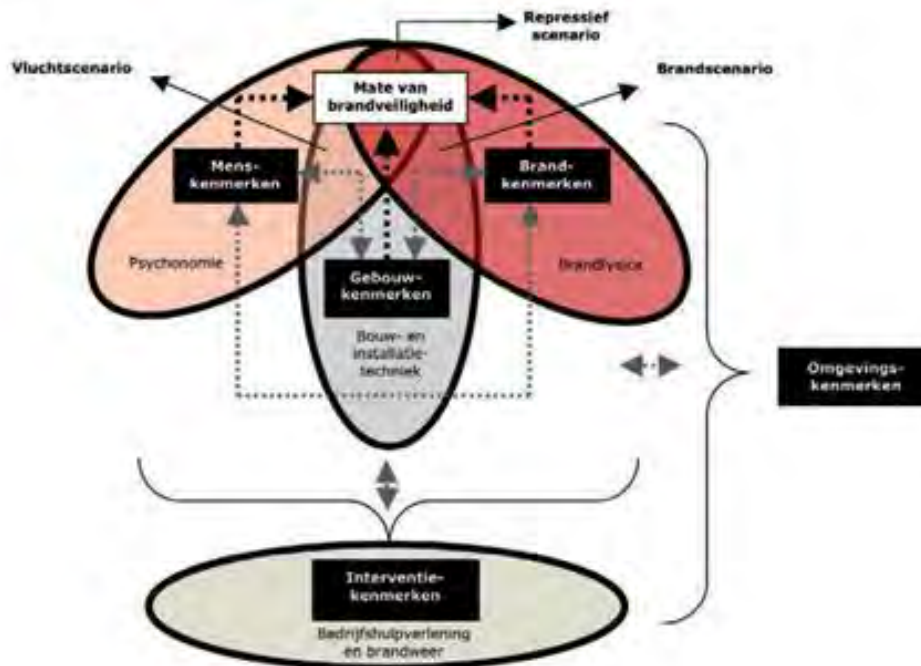 Repressief
scenario
Vluchtscenario
Brandscenario
Mate van
brandveiligheid
Mens-
kenmerken
Brand-
kenmerken
Psychonomie
Brandfysica
Gebouw-
kenmerken
Bouw- en
installatie-
techniek
Omgevings-
kenmerken
Interventie-
kenmerken
Bedrijfshulpverlening
en brandweer